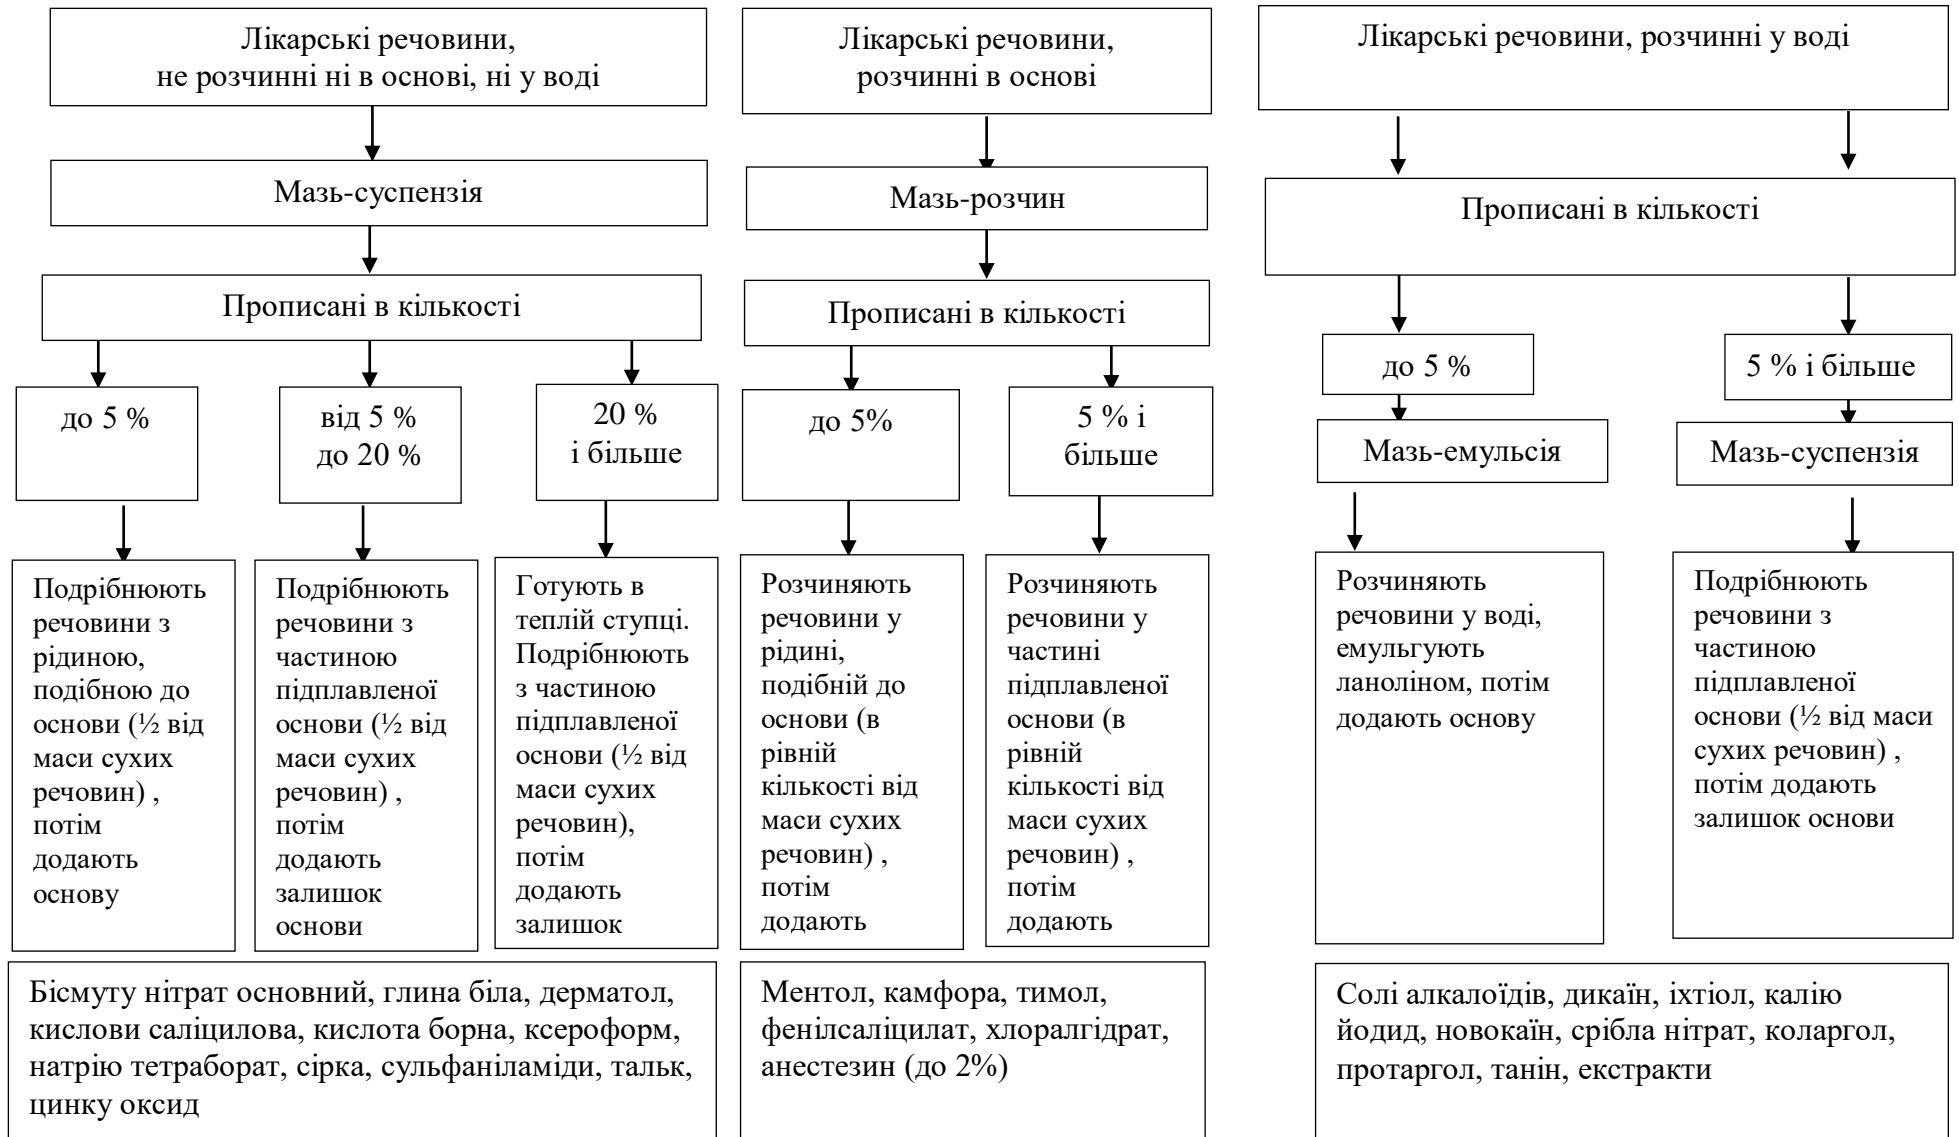 Лікарські речовини,
не розчинні ні в основі, ні у воді
Мазь-суспензія
Прописані в кількості
до 5 %
від 5 %
до 20 %
20 %
і більше
Подрібнюють
речовини з
рідиною,
подібною до
основи (½ від
маси сухих
речовин) ,
потім
додають
основу
Подрібнюють
речовини з
частиною
підплавленої
основи (½ від
маси сухих
речовин) ,
потім
додають
залишок
основи
Готують в
теплій ступці.
Подрібнюють
з частиною
підплавленої
основи (½ від
маси сухих
речовин),
потім
додають
залишок
Бісмуту нітрат основний, глина біла, дерматол,
кислови саліцилова, кислота борна, ксероформ,
натрію тетраборат, сірка, сульфаніламіди, тальк,
цинку оксид
Лікарські речовини,
розчинні в основі
Мазь-розчин
Прописані в кількості
до 5%
5 % і
більше
Розчиняють
речовини у
рідині,
подібній до
основи (в
рівній
кількості від
маси сухих
речовин) ,
потім
додають
Розчиняють
речовини у
частині
підплавленої
основи (в
рівній
кількості від
маси сухих
речовин) ,
потім
додають
Ментол, камфора, тимол,
фенілсаліцилат, хлоралгідрат,
анестезин (до 2%)
Лікарські речовини, розчинні у воді
Прописані в кількості
до 5 %
5 % і більше
Мазь-емульсія
Мазь-суспензія
Розчиняють
речовини у воді,
емульгують
ланоліном, потім
додають основу
Подрібнюють
речовини з
частиною
підплавленої
основи (½ від маси
сухих речовин) ,
потім додають
залишок основи
Солі алкалоїдів, дикаїн, іхтіол, калію
йодид, новокаїн, срібла нітрат, коларгол,
протаргол, танін, екстракти